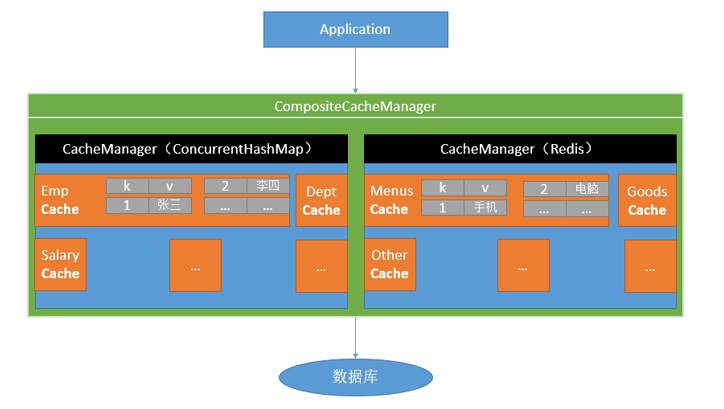 Application
CompositeCacheManager
CacheManager（ConcurrentHashMap）
Emp
Cache
k v
1 张三
2 李四
... ...
Dept
Cache
Salary
Cache
...
...
CacheManager（Redis）
Menus
Cache
k v
1 手机
2 电脑
... ...
Goods
Cache
Other
Cache
...
...
数据库